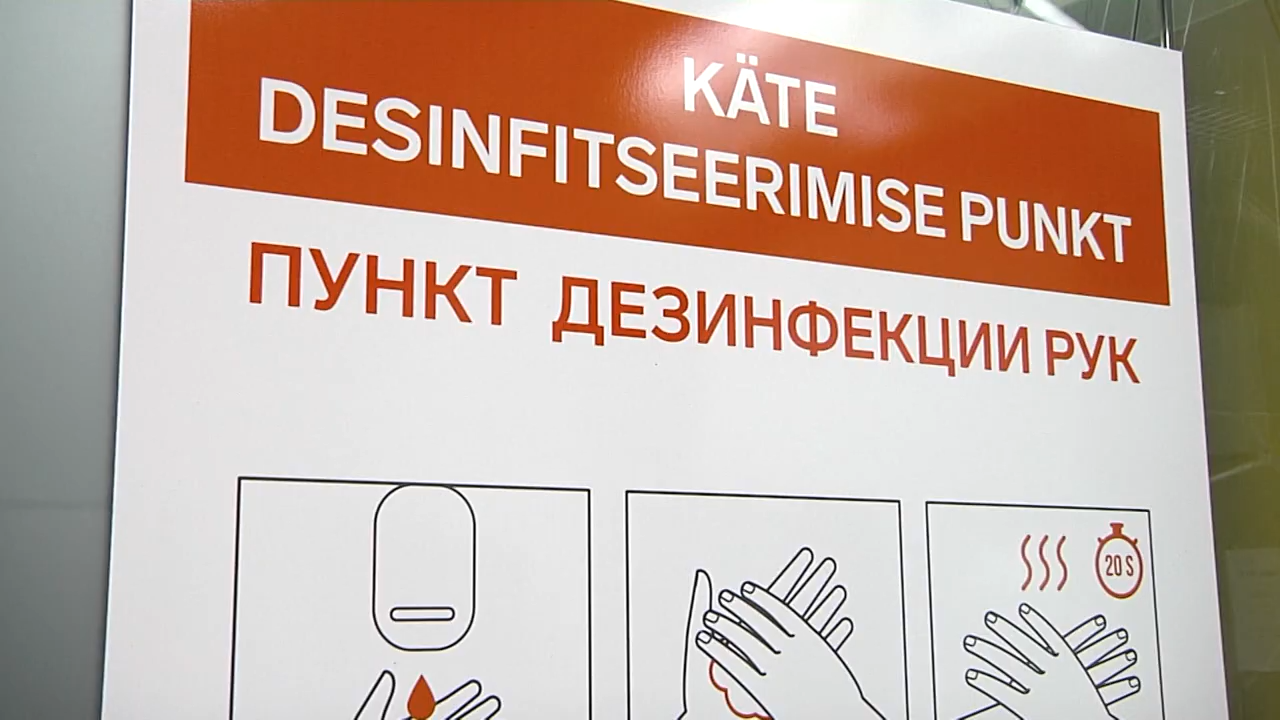 KÄTE
DESINFITSEERIMISE PUNKT
ПУНКТ ДЕЗИНФЕКЦИИ РУК
20 S